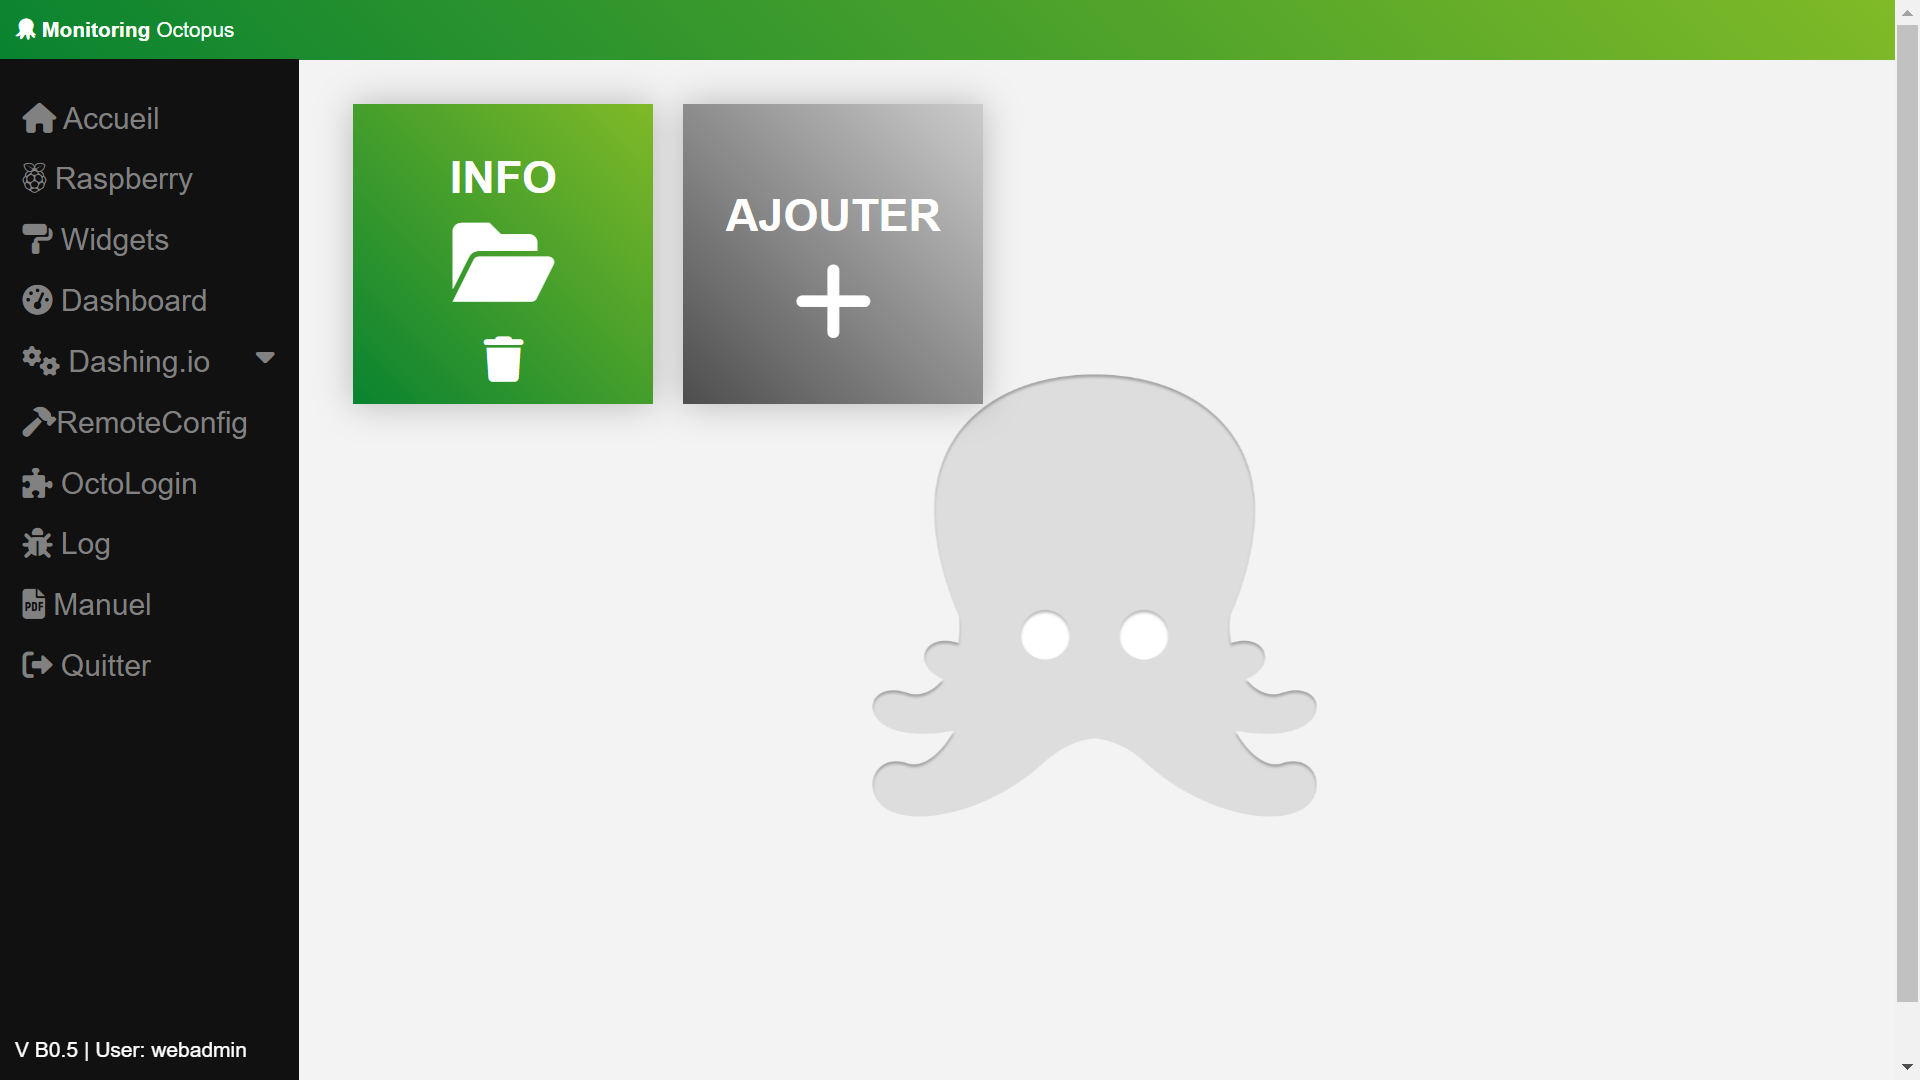 Monitoring Octopus
Accueil
Raspberry
Widgets
Dashboard
Dashing.io
RemoteConfig
OctoLogin
Log
PDF Manuel
Quitter
V B0.5 | User: webadmin
INFO
AJOUTER